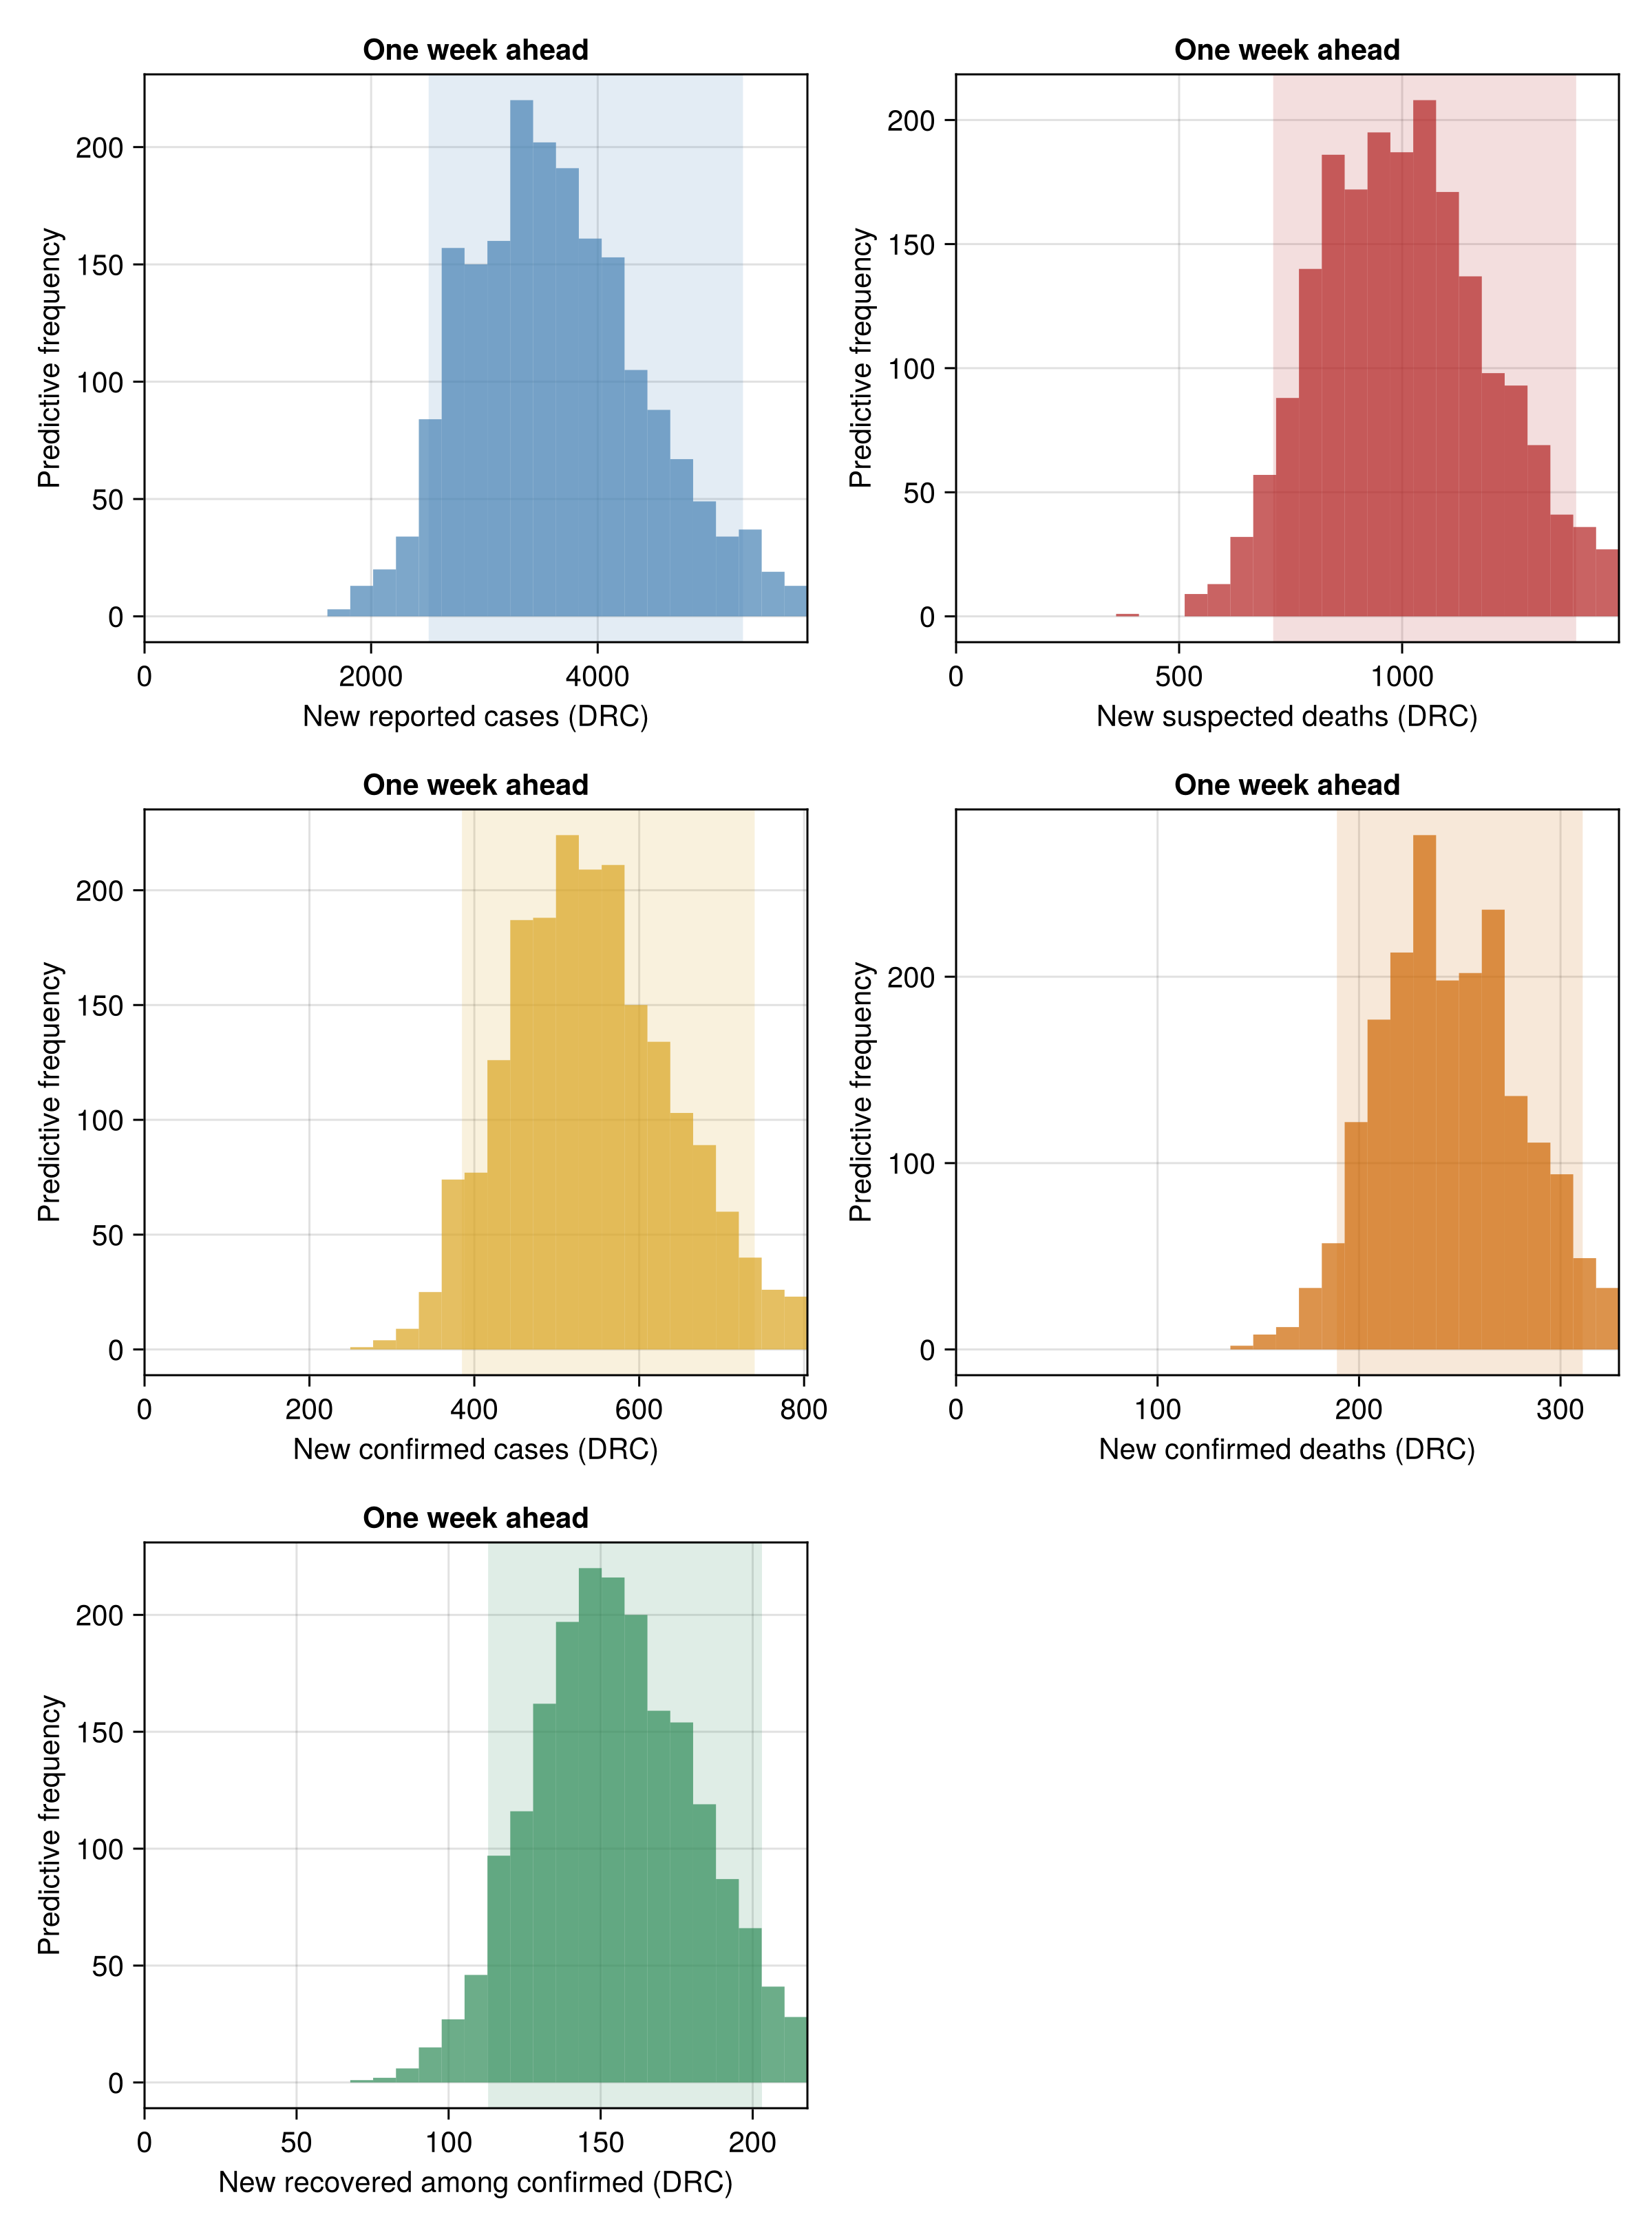 One week ahead
Predictive frequency
200
150
100
50
0
0 2000 4000
New reported cases (DRC)
One week ahead
Predictive frequency
200
150
100
50
0
0 500 1000
New suspected deaths (DRC)
One week ahead
Predictive frequency
200
150
100
50
0
0 200 400 600 800
New confirmed cases (DRC)
One week ahead
Predictive frequency
200
100
0
0 100 200 300
New confirmed deaths (DRC)
One week ahead
Predictive frequency
200
150
100
50
0
0 50 100 150 200
New recovered among confirmed (DRC)